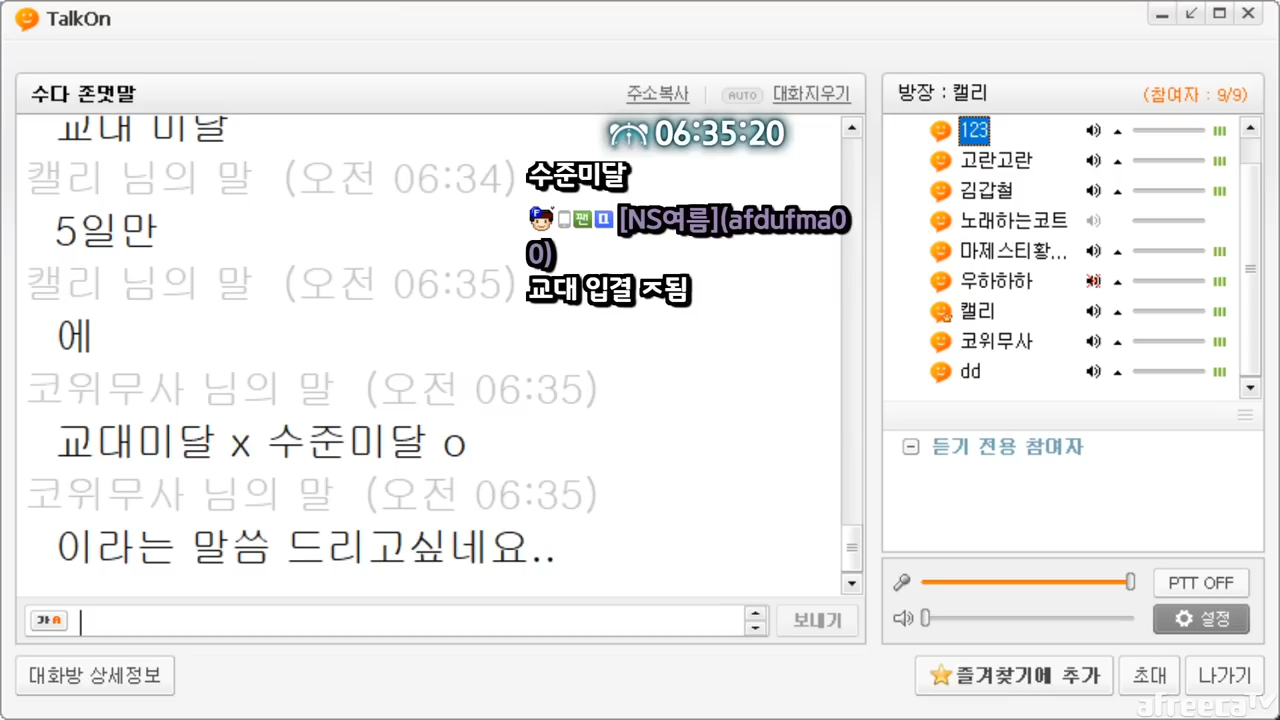 TalkOn
수다 존멋말
주소복사
AUTO
대화지우기
교대 미달
캘리 님의 말 (오전 06:34)
5일만
캘리 님의 말 (오전 06:35)
에
코위무사 님의 말 (오전 06:35)
교대미달 x 수준미달 o
코위무사 님의 말 (오전 06:35)
이라는 말씀 드리고싶네요..
06:35:20
수준미달
팬
[NS여름](afdufma0
0)
교대 입결 ㅈ됨
가A
보내기
대화방 상세정보
방장 : 캘리
(참여자 : 9/9)
123
고란고란
김갑철
노래하는코트
마제스티황...
우하하하
캘리
코위무사
dd
듣기 전용 참여자
PTT OFF
설정
즐겨찾기에 추가
초대
나가기
afreecaTV